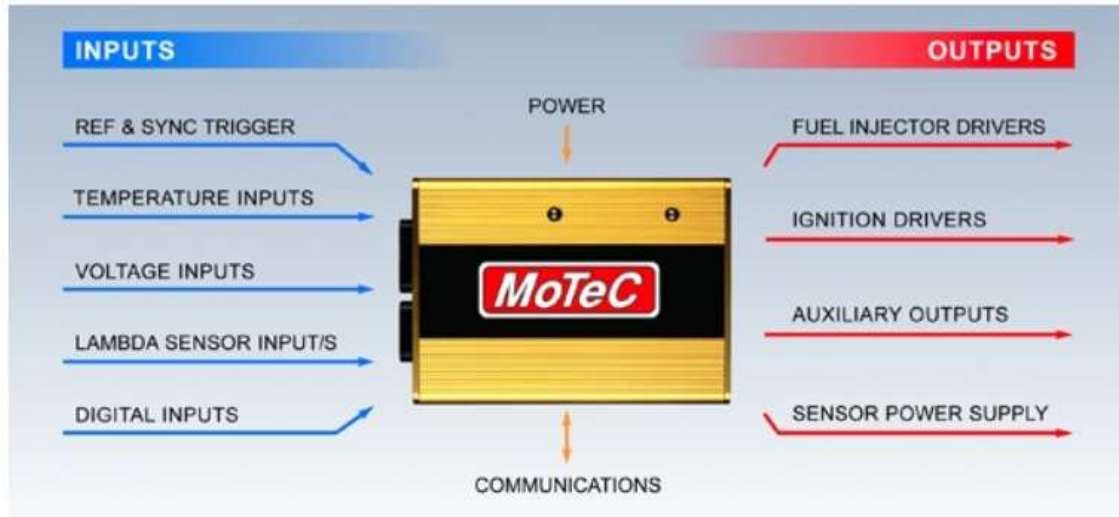 INPUTS
OUTPUTS
POWER
REF & SYNC TRIGGER
TEMPERATURE INPUTS
VOLTAGE INPUTS
LAMBDA SENSOR INPUT/S
DIGITAL INPUTS
MoTeC
FUEL INJECTOR DRIVERS
IGNITION DRIVERS
AUXILIARY OUTPUTS
SENSOR POWER SUPPLY
COMMUNICATIONS